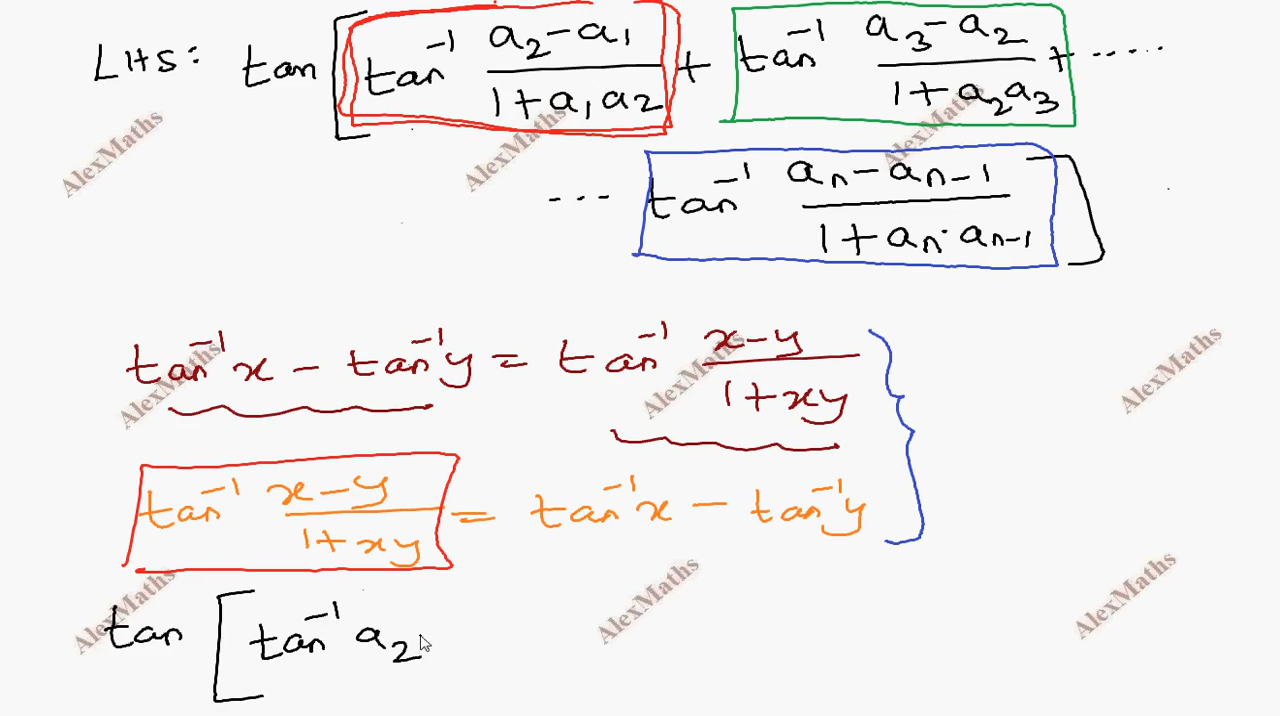 LHS: tan [ tan⁻¹ (a₂ - a₁)/(1 + a₁a₂) + tan⁻¹ (a₃ - a₂)/(1 + a₂a₃) + .....
... tan⁻¹ (aₙ - aₙ₋₁)/(1 + aₙ · aₙ₋₁) ]
tan⁻¹x - tan⁻¹y = tan⁻¹ (x - y)/(1 + xy)
tan⁻¹ (x - y)/(1 + xy) = tan⁻¹x - tan⁻¹y
tan [ tan⁻¹ a₂
AlexMaths
AlexMaths
AlexMaths
AlexMaths
AlexMaths
AlexMaths
AlexMaths
AlexMaths
AlexMaths